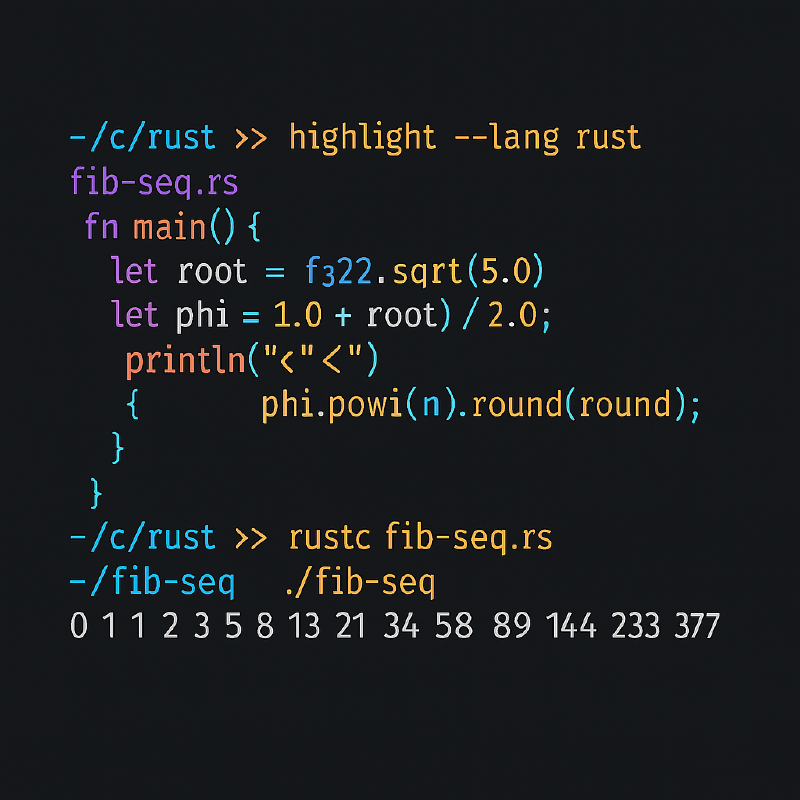 -/c/rust >> highlight --lang rust
fib-seq.rs
fn main() {
let root = f322.sqrt(5.0)
let phi = 1.0 + root) / 2.0;
println("<"<")
{ phi.powi(n).round(round);
}
}
-/c/rust >> rustc fib-seq.rs
-/fib-seq ./fib-seq
0 1 1 2 3 5 8 13 21 34 58 89 144 233 377